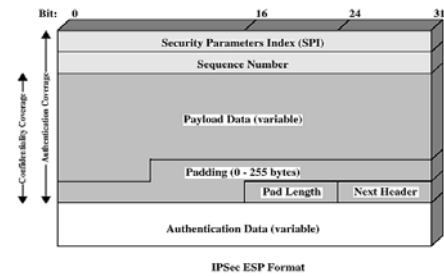 Bit: 0 16 24 31
Security Parameters Index (SPI)
Sequence Number
Confidentiality Coverage
Authentication Coverage
Payload Data (variable)
Padding (0 - 255 bytes)
Pad Length Next Header
Authentication Data (variable)
IPSec ESP Format